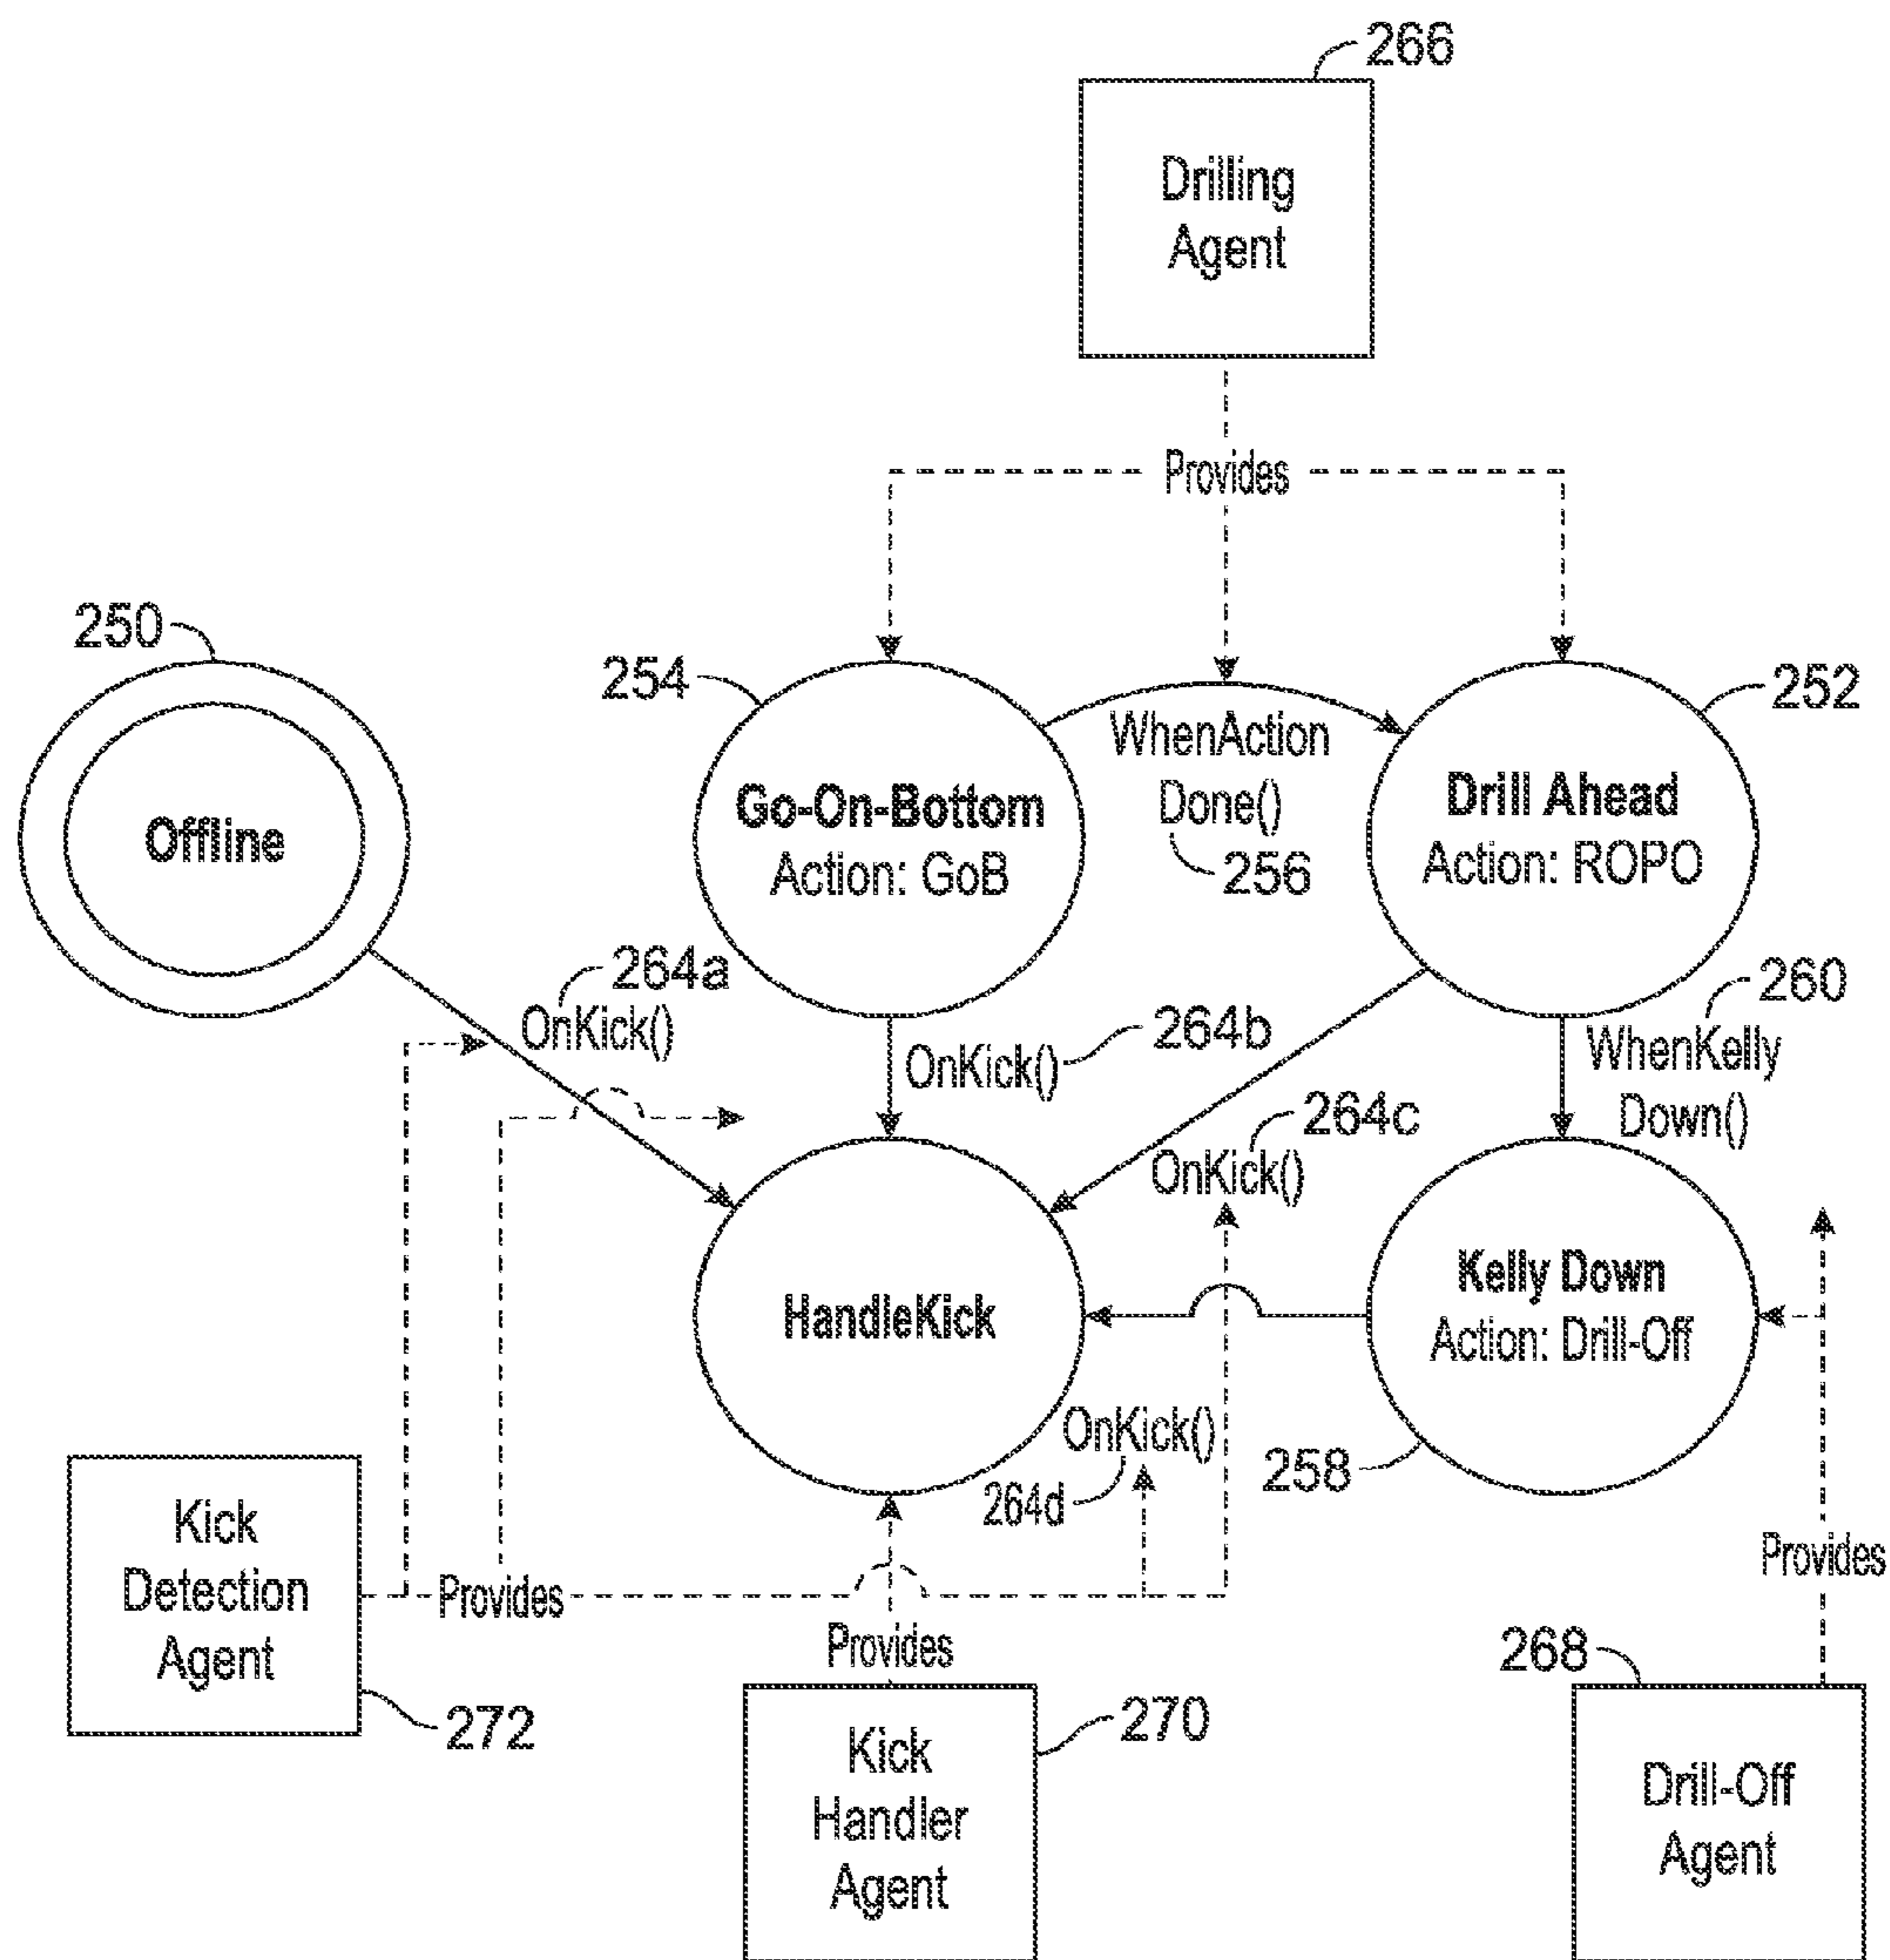 266
Drilling
Agent
Provides
250
254
252
WhenAction
Done()
256
Offline
Go-On-Bottom
Action: GoB
Drill Ahead
Action: ROPO
264a
OnKick()
264b
OnKick()
260
WhenKelly
Down()
264c
OnKick()
HandleKick
Kelly Down
Action: Drill-Off
OnKick()
264d
258
Kick
Detection
Agent
272
Provides
Provides
Provides
Kick
Handler
Agent
270
268
Drill-Off
Agent